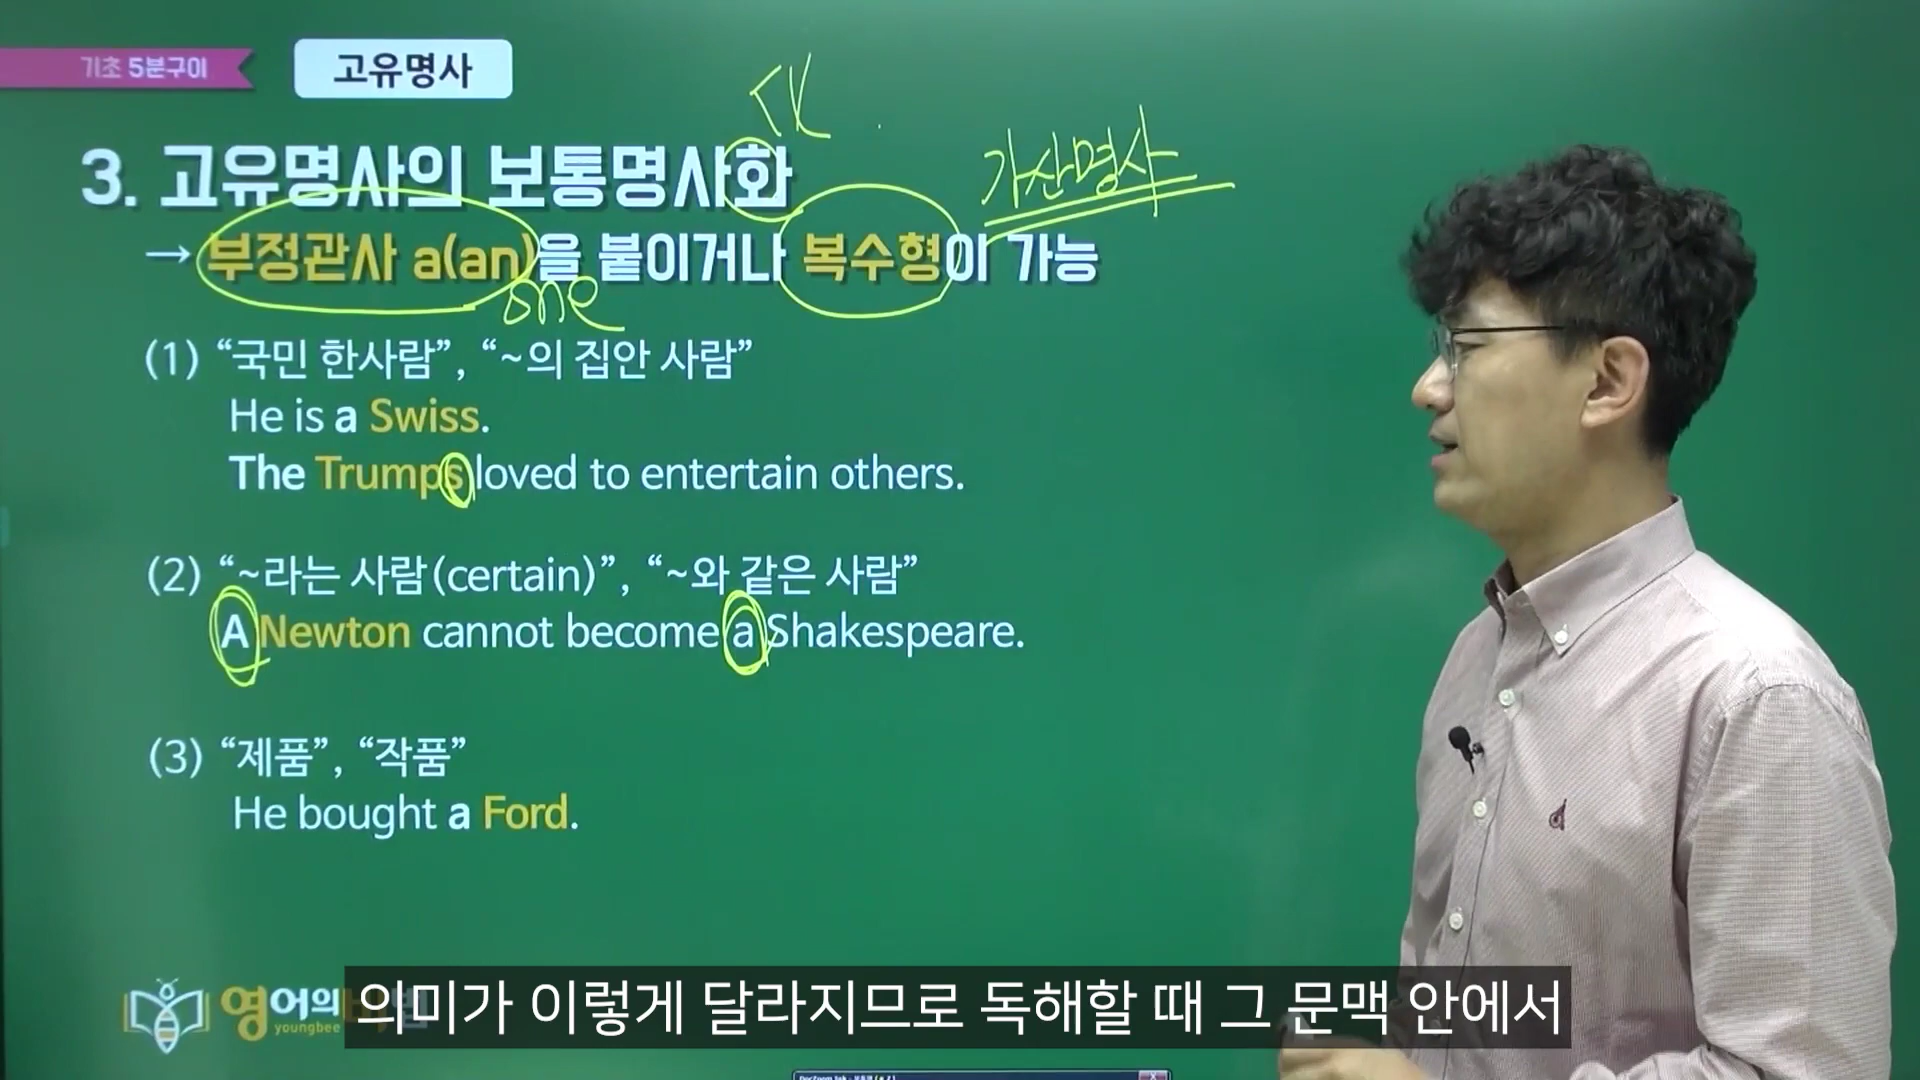 기초 5분구이
고유명사
化
가산명사
3. 고유명사의 보통명사화
→ 부정관사 a(an)을 붙이거나 복수형이 가능
one
(1) “국민 한사람”, “~의 집안 사람”
He is a Swiss.
The Trumps loved to entertain others.
(2) “~라는 사람(certain)”, “~와 같은 사람”
A Newton cannot become a Shakespeare.
(3) “제품”, “작품”
He bought a Ford.
영어의
youngbee
의미가 이렇게 달라지므로 독해할 때 그 문맥 안에서